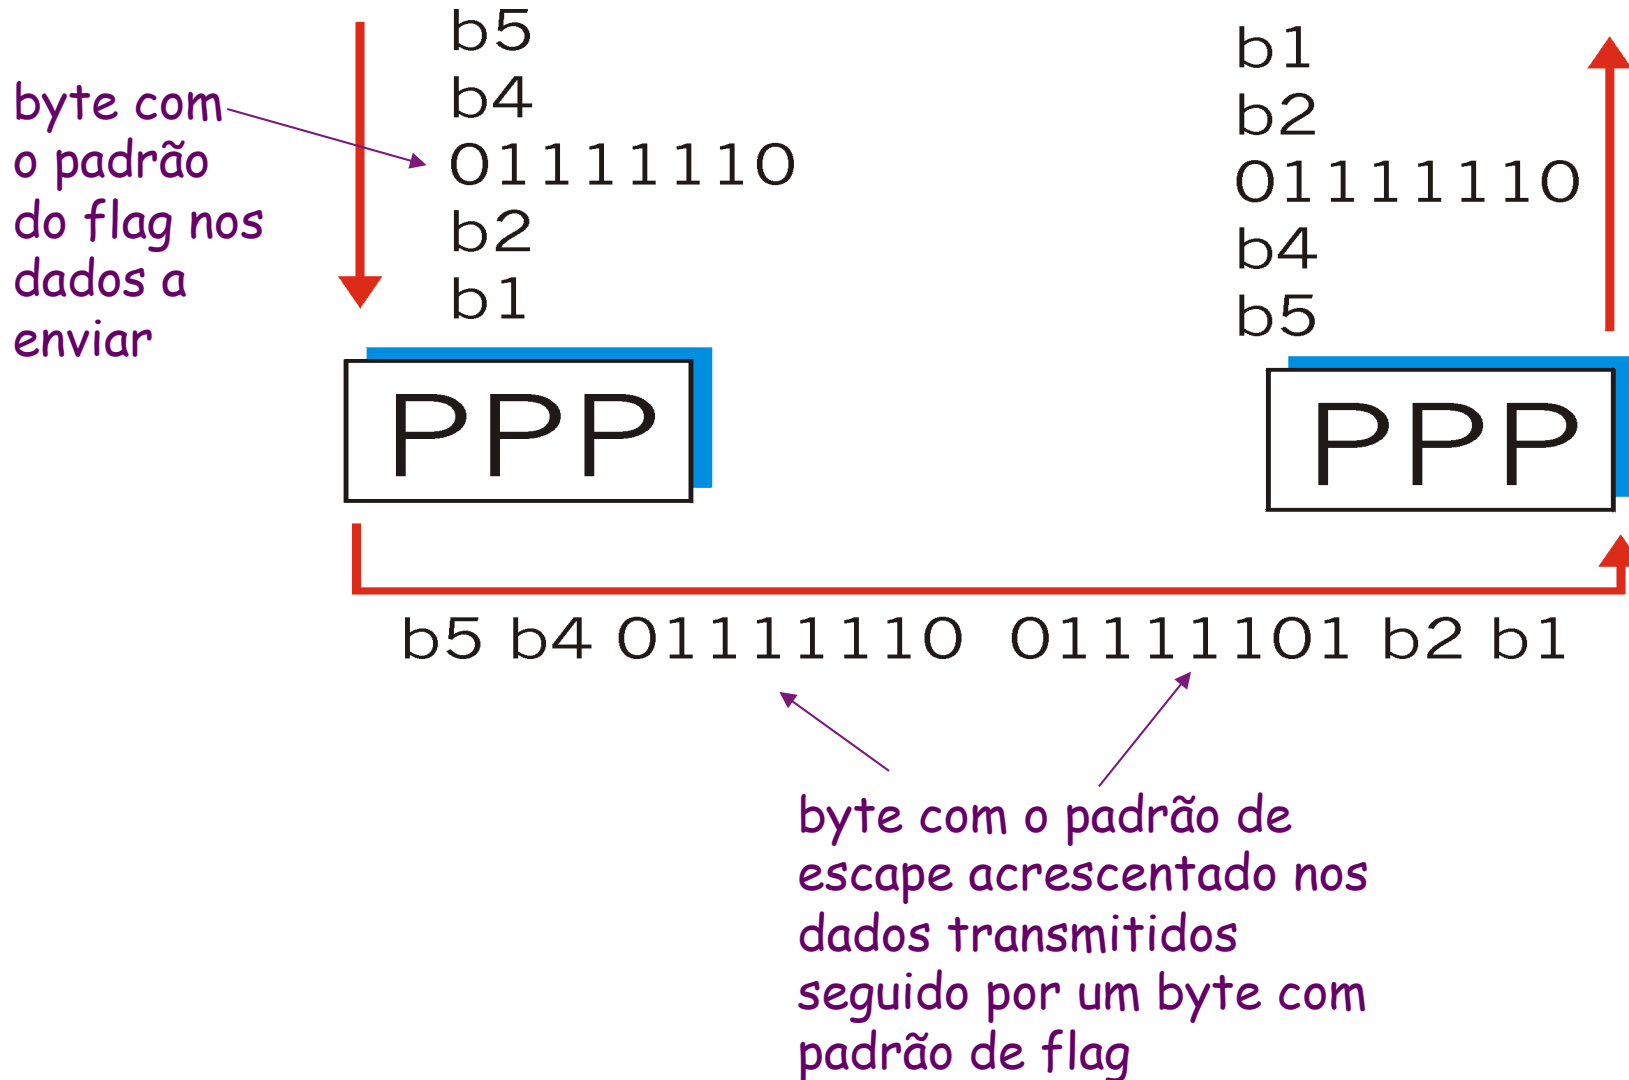 byte com
o padrão
do flag nos
dados a
enviar
b5
b4
01111110
b2
b1
b1
b2
01111110
b4
b5
PPP
PPP
b5 b4 01111110 01111101 b2 b1
byte com o padrão de
escape acrescentado nos
dados transmitidos
seguido por um byte com
padrão de flag